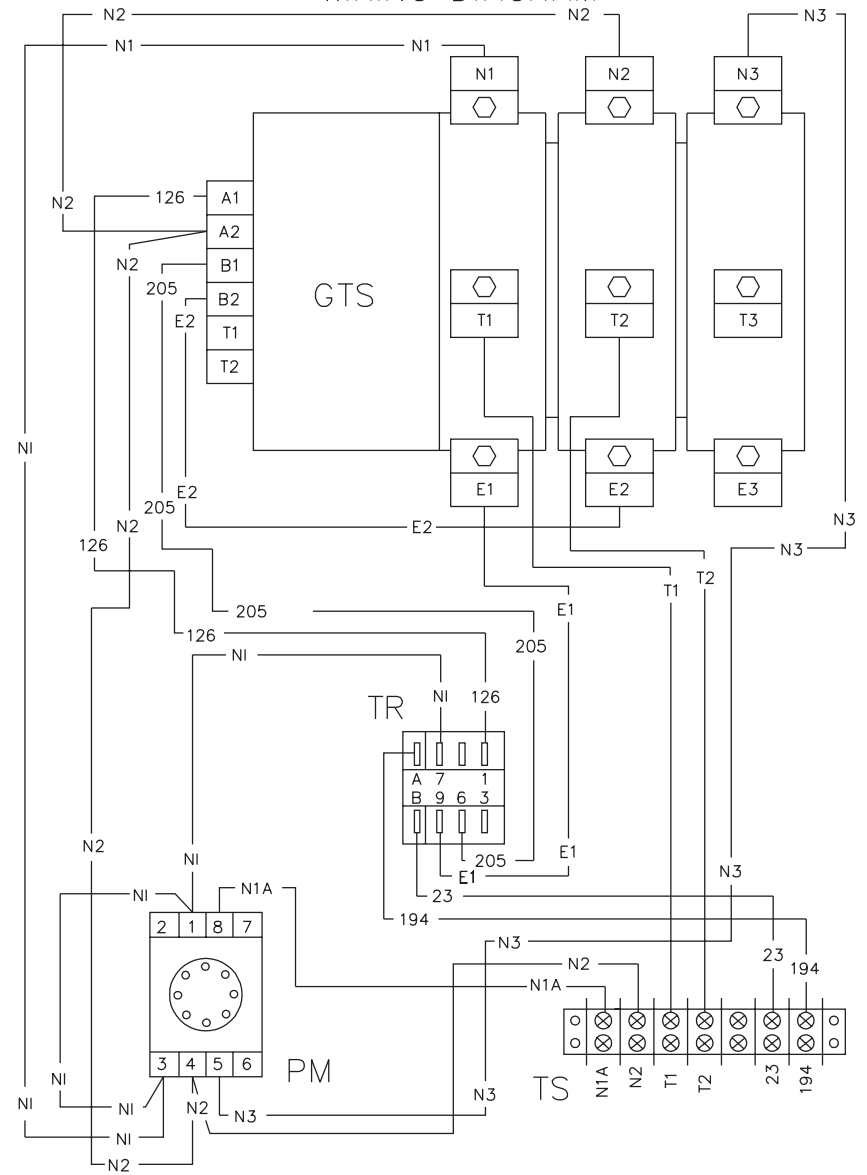 WIRING DIAGRAM
N2 N2 N3
N1 N1 N1 N2 N3
126 A1
N2 A2
N2 B1
205 B2
E2 T1
T2
GTS
T1 T2 T3
NI
E1 E2 E3
E2
205
N2 E2 N3
126 N3
T2
T1
205 E1
126 205
NI
NI 126
TR
A 7 1
B 9 6 3
N2 NI 205 E1
E1 N3
NI N1A 23
194
2 1 8 7 N3 23
N2 194
N1A
3 4 5 6 PM
NI TS N1A N2 T1 T2 23 194
NI NI N2 N3 N3
NI
N2